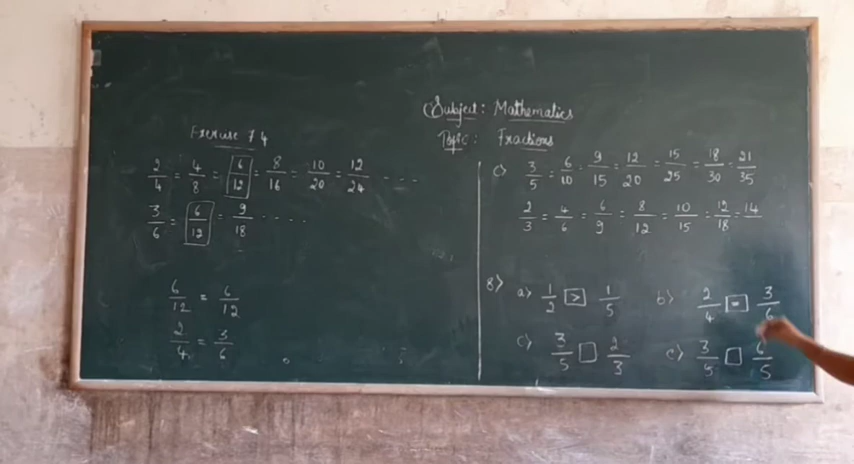 Subject: Mathematics
Topic: Fractions
Exercise 7.4
2/4 = 4/8 = 6/12 = 8/16 = 10/20 = 12/24 ....
3/6 = 6/12 = 9/18 ....
6/12 = 6/12
2/4 = 3/6
c) 3/5 = 6/10 = 9/15 = 12/20 = 15/25 = 18/30 = 21/35
2/3 = 4/6 = 6/9 = 8/12 = 10/15 = 12/18 = 14
8) a) 1/2 > 1/5 b) 2/4 = 3/6
c) 3/5 □ 2/3 e) 3/5 □ 6/5